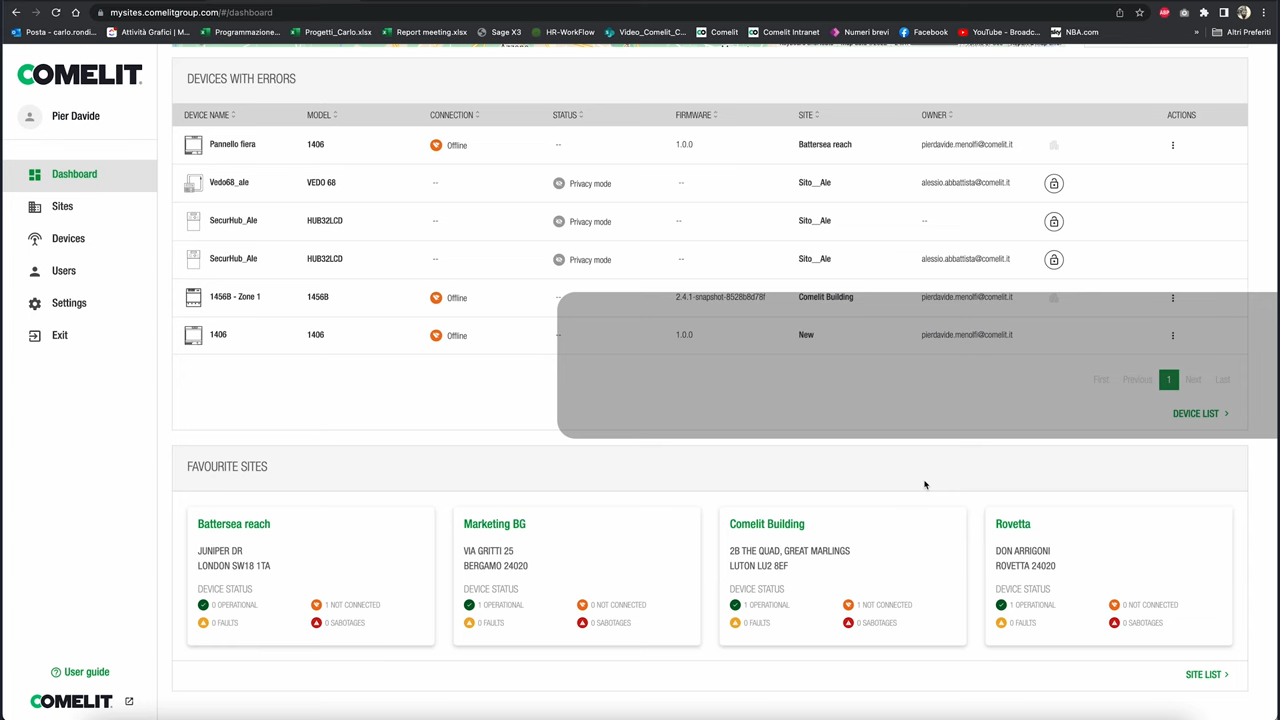 mysites.comelitgroup.com/#/dashboard
Posta - carlo.rondi...
Attività Grafici | M...
Programmazione...
Progetti_Carlo.xlsx
Report meeting.xlsx
Sage X3
HR-WorkFlow
Video_Comelit_C...
Comelit
Comelit Intranet
Numeri brevi
Facebook
YouTube - Broadc...
NBA.com
»
Altri Preferiti
COMELIT
Pier Davide
Dashboard
Sites
Devices
Users
Settings
Exit
User guide
COMELIT
DEVICES WITH ERRORS
DEVICE NAME MODEL CONNECTION STATUS FIRMWARE SITE OWNER ACTIONS
Pannello fiera 1406 Offline -- 1.0.0 Battersea reach pierdavide.menolfi@comelit.it
Vedo68_ale VEDO 68 -- Privacy mode -- Sito__Ale alessio.abbattista@comelit.it
SecurHub_Ale HUB32LCD -- Privacy mode -- Sito__Ale --
SecurHub_Ale HUB32LCD -- Privacy mode -- Sito__Ale alessio.abbattista@comelit.it
1456B - Zone 1 1456B Offline -- 2.4.1-snapshot-8528b8d78f Comelit Building pierdavide.menolfi@comelit.it
1406 1406 Offline -- 1.0.0 New pierdavide.menolfi@comelit.it
First Previous 1 Next Last
DEVICE LIST >
FAVOURITE SITES
Battersea reach
JUNIPER DR
LONDON SW18 1TA
DEVICE STATUS
0 OPERATIONAL 1 NOT CONNECTED
0 FAULTS 0 SABOTAGES
Marketing BG
VIA GRITTI 25
BERGAMO 24020
DEVICE STATUS
1 OPERATIONAL 0 NOT CONNECTED
0 FAULTS 0 SABOTAGES
Comelit Building
2B THE QUAD, GREAT MARLINGS
LUTON LU2 8EF
DEVICE STATUS
1 OPERATIONAL 1 NOT CONNECTED
0 FAULTS 0 SABOTAGES
Rovetta
DON ARRIGONI
ROVETTA 24020
DEVICE STATUS
1 OPERATIONAL 0 NOT CONNECTED
0 FAULTS 0 SABOTAGES
SITE LIST >